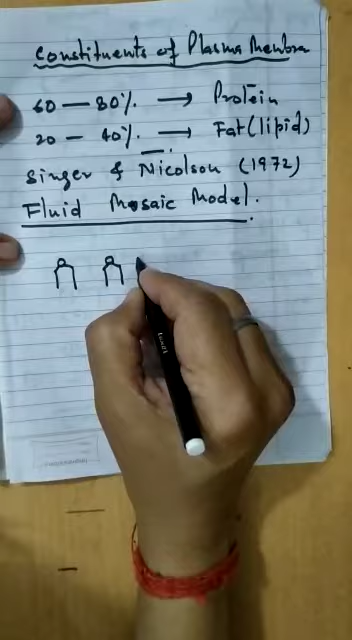 Constituents of Plasma Membra
60 — 80%. → Protein
20 — 40%. → Fat (lipid)
Singer & Nicolson (1972)
Fluid Mosaic Model.